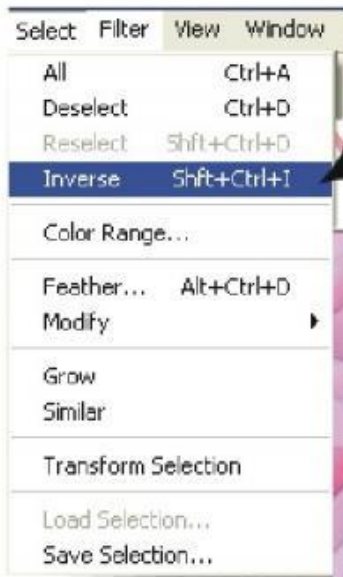 Select Filter View Window
All Ctrl+A
Deselect Ctrl+D
Reselect Shft+Ctrl+D
Inverse Shft+Ctrl+I
Color Range...
Feather... Alt+Ctrl+D
Modify
Grow
Similar
Transform Selection
Load Selection...
Save Selection...